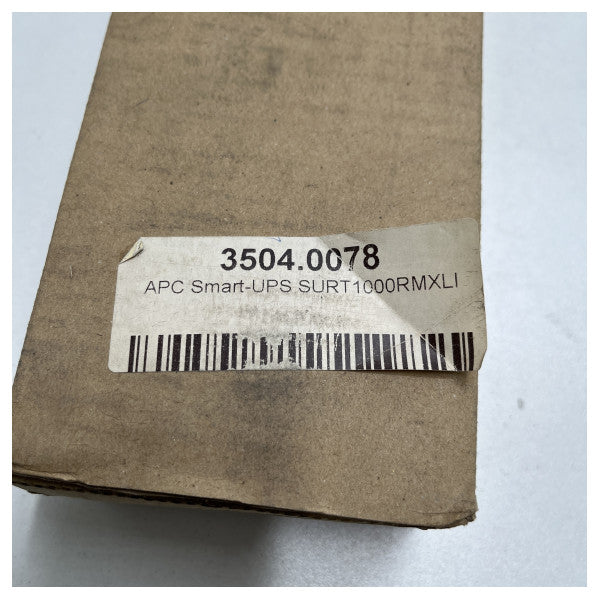 3504.0078
APC Smart-UPS SURT1000RMXLI